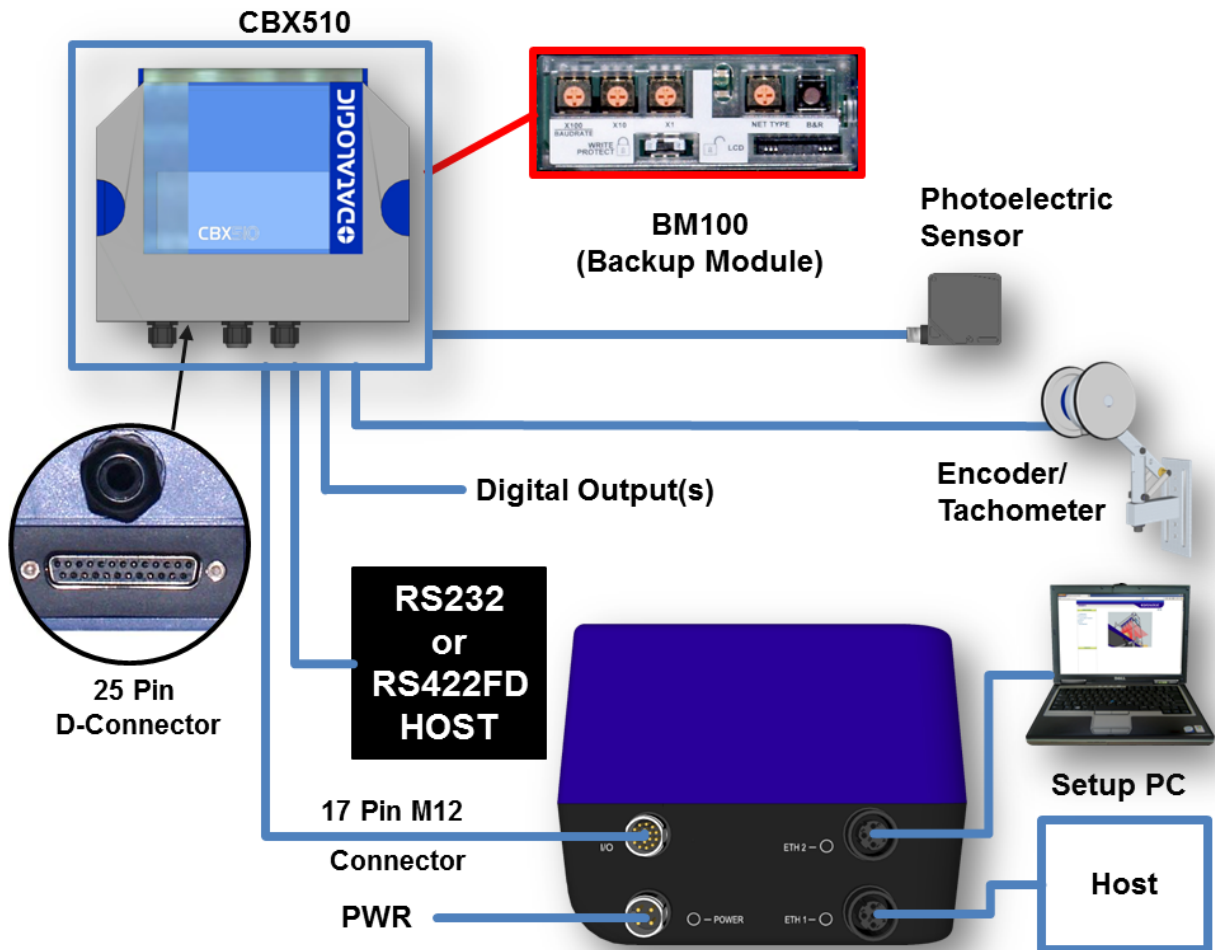 CBX510
DATALOGIC
CBX510
X100
BAUDRATE
X10
X1
NET TYPE
B&R
WRITE
PROTECT
LCD
BM100
(Backup Module)
Photoelectric
Sensor
Encoder/
Tachometer
Digital Output(s)
25 Pin
D-Connector
RS232
or
RS422FD
HOST
17 Pin M12
Connector
I/O
ETH 2
PWR
POWER
ETH 1
Setup PC
Host